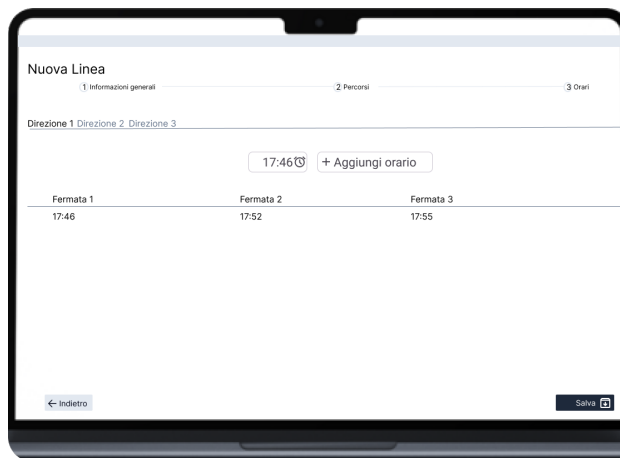 Nuova Linea
1 Informazioni generali 2 Percorsi 3 Orari
Direzione 1 Direzione 2 Direzione 3
17:46 + Aggiungi orario
Fermata 1 Fermata 2 Fermata 3
17:46 17:52 17:55
← Indietro Salva